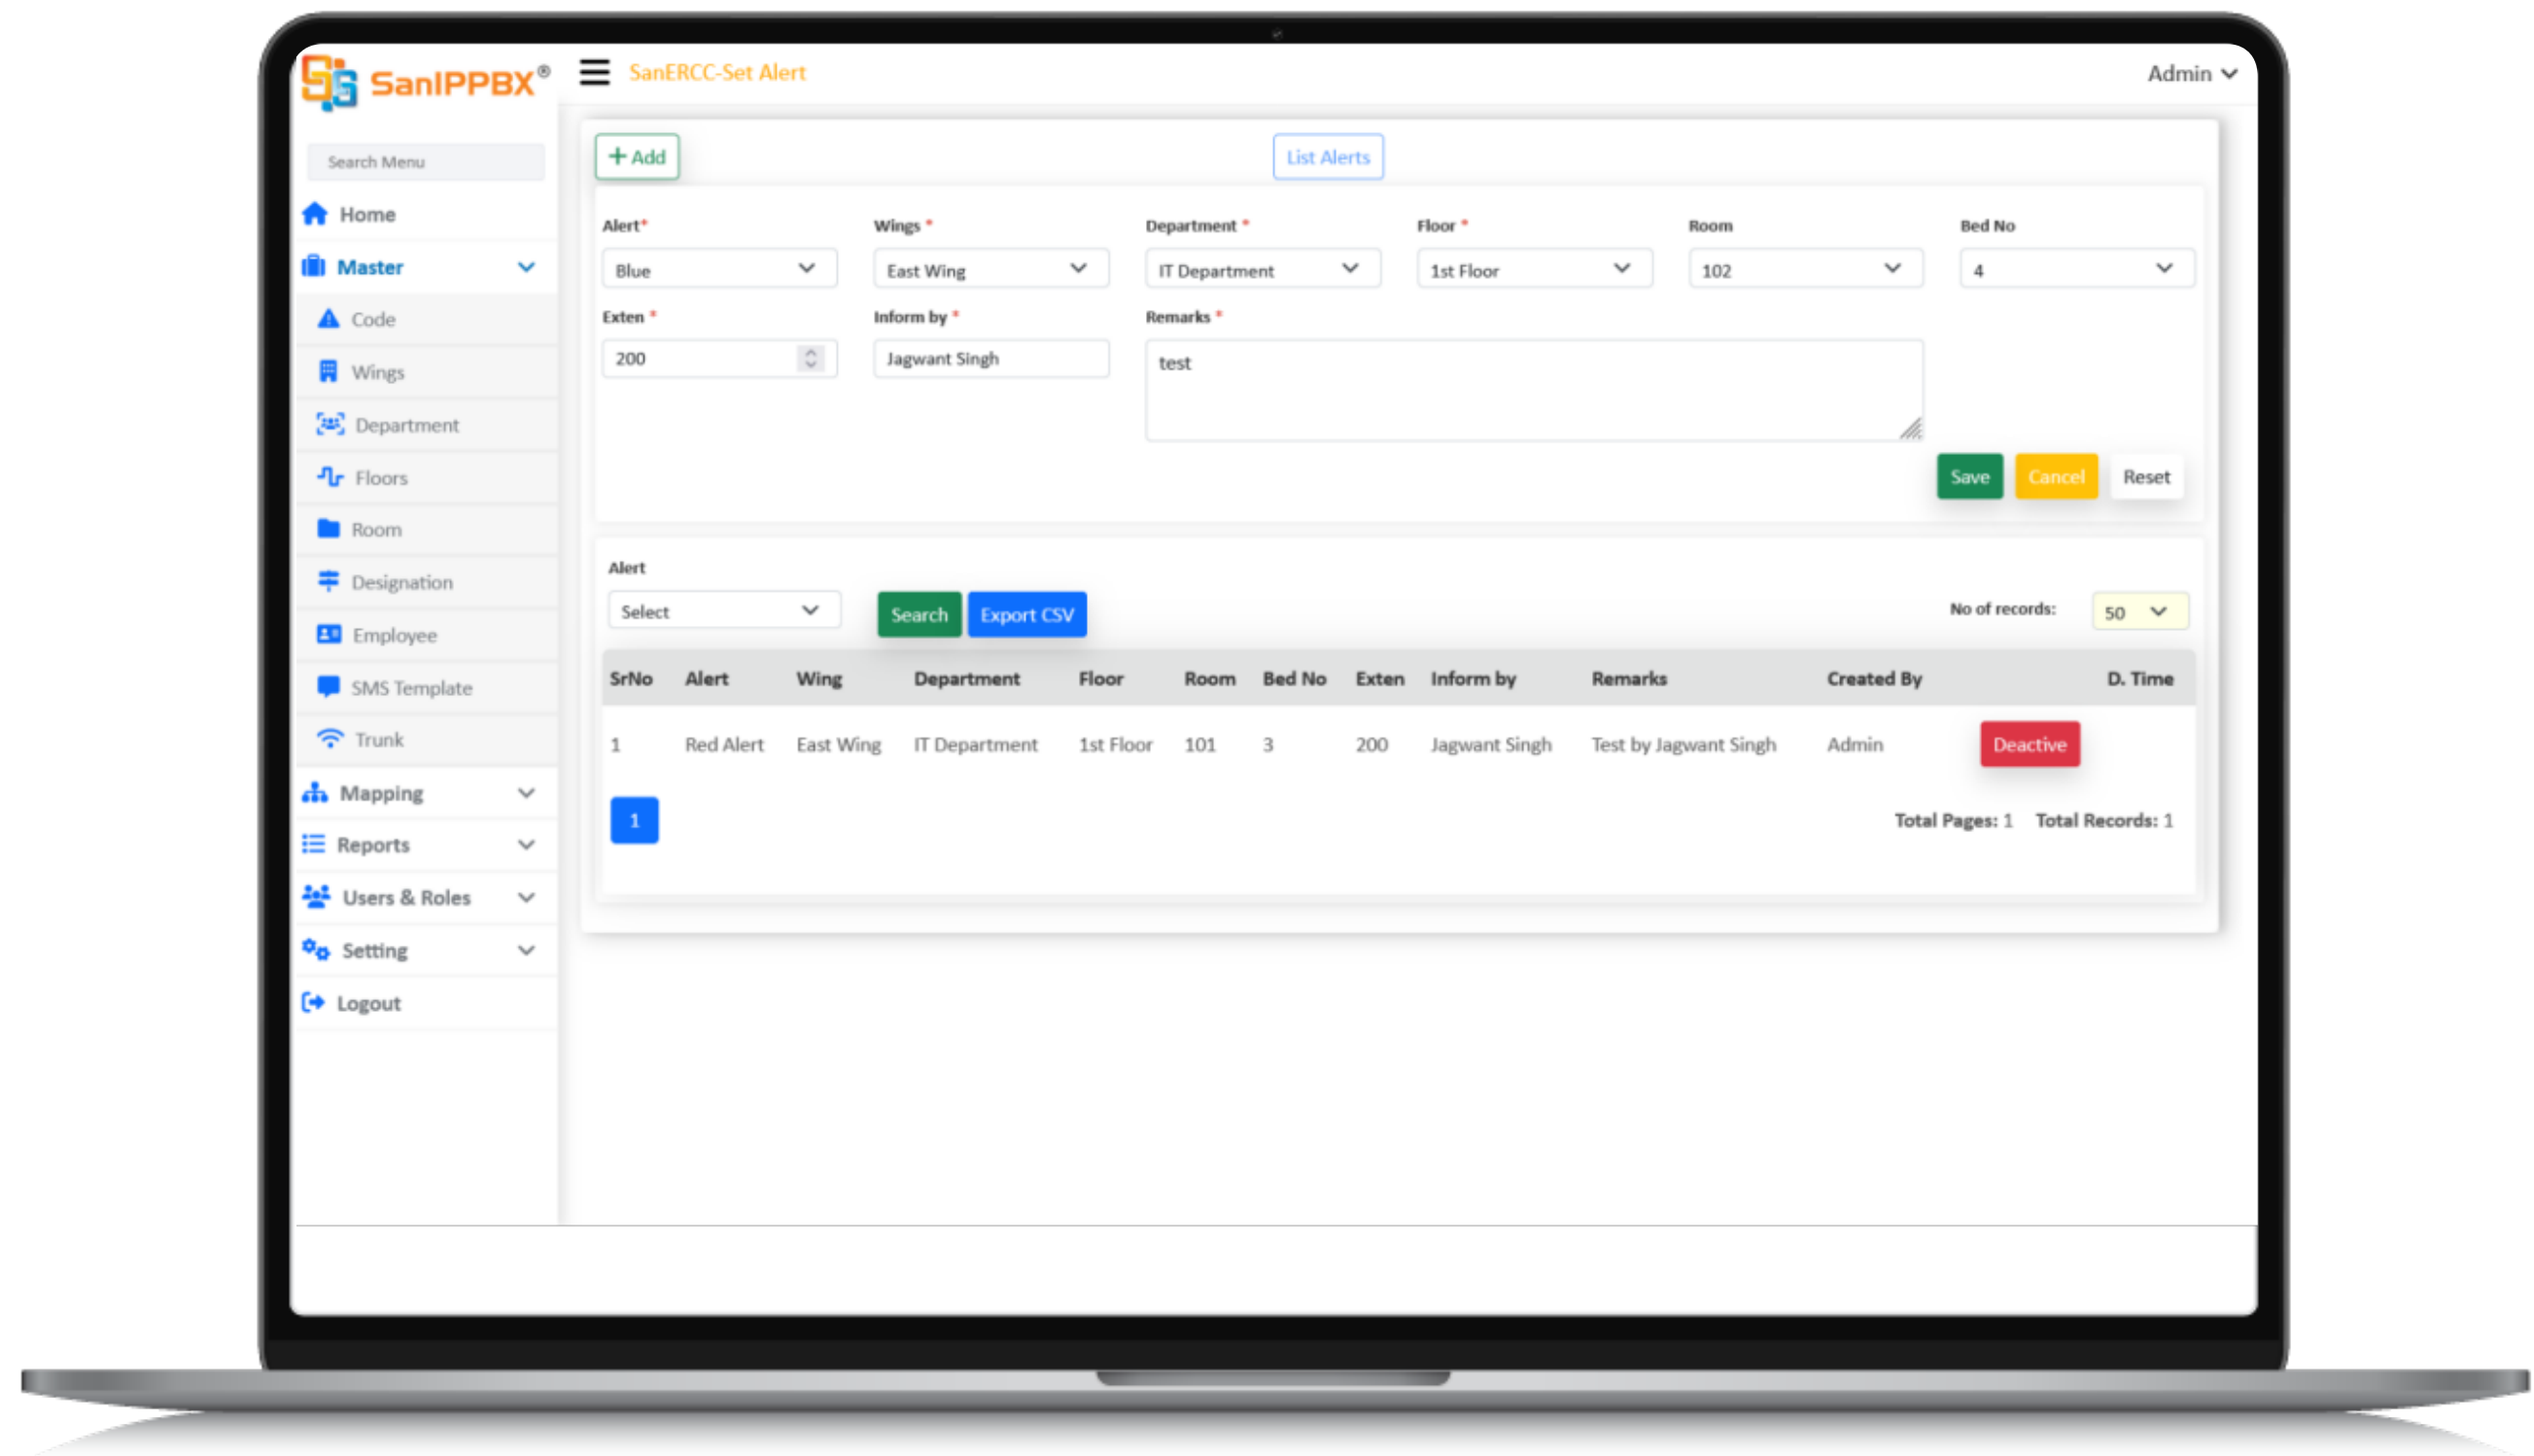 SanIPPBX®
SanERCC-Set Alert
Admin
Search Menu
Home
Master
Code
Wings
Department
Floors
Room
Designation
Employee
SMS Template
Trunk
Mapping
Reports
Users & Roles
Setting
Logout
+ Add
List Alerts
Alert* Wings * Department * Floor * Room Bed No
Blue East Wing IT Department 1st Floor 102 4
Exten * Inform by * Remarks *
200 Jagwant Singh test
Save Cancel Reset
Alert
Select Search Export CSV No of records: 50
SrNo Alert Wing Department Floor Room Bed No Exten Inform by Remarks Created By D. Time
1 Red Alert East Wing IT Department 1st Floor 101 3 200 Jagwant Singh Test by Jagwant Singh Admin Deactive
1 Total Pages: 1 Total Records: 1